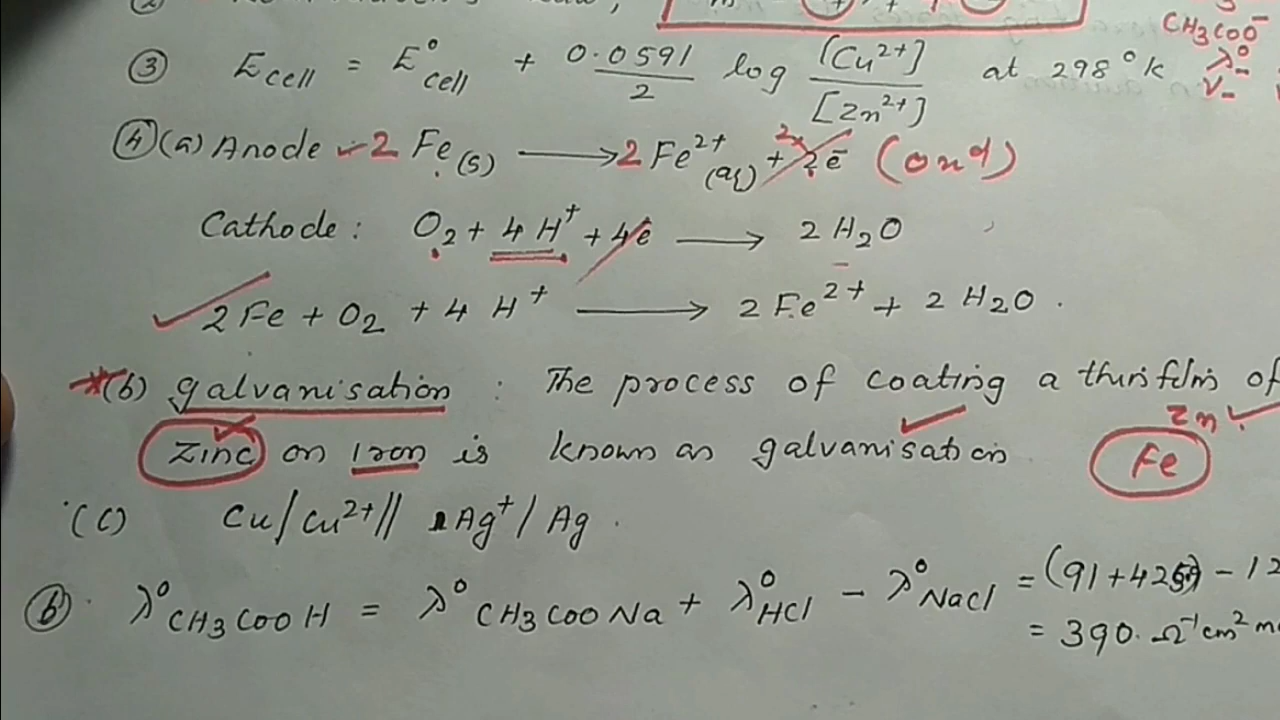 CH₃COO⁻
③ Ecell = E°cell + 0.0591/2 log [Cu²⁺]/[Zn²⁺] at 298°K λ°₋
ν₋
④(a) Anode 2 Fe(s) ⟶ 2 Fe²⁺(aq) + 2x 2e⁻ (oxd)
Cathode : O₂ + 4 H⁺ + 4e ⟶ 2 H₂O
2 Fe + O₂ + 4 H⁺ ⟶ 2 Fe²⁺ + 2 H₂O .
*(b) galvanisation : The process of coating a thin film of
Zinc on Iron is known as galvanisation Zn Fe
(c) Cu/Cu²⁺// Ag⁺/Ag .
λ°CH₃COOH = λ°CH₃COONa + λ°HCl − λ°NaCl = (91+425) − 12
= 390. Ω⁻¹cm²